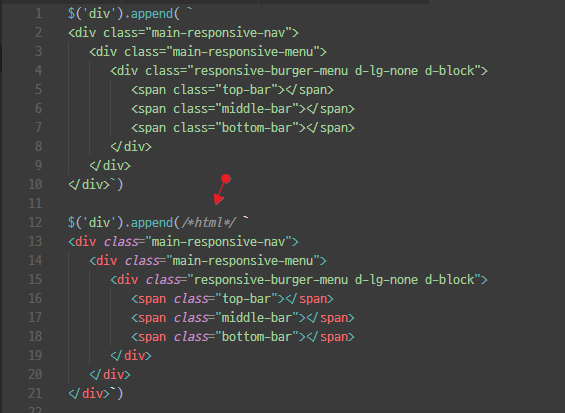 1 $('div').append( `
2 <div class="main-responsive-nav">
3 <div class="main-responsive-menu">
4 <div class="responsive-burger-menu d-lg-none d-block">
5 <span class="top-bar"></span>
6 <span class="middle-bar"></span>
7 <span class="bottom-bar"></span>
8 </div>
9 </div>
10 </div>`)
11
12 $('div').append(/*html*/ `
13 <div class="main-responsive-nav">
14 <div class="main-responsive-menu">
15 <div class="responsive-burger-menu d-lg-none d-block">
16 <span class="top-bar"></span>
17 <span class="middle-bar"></span>
18 <span class="bottom-bar"></span>
19 </div>
20 </div>
21 </div>`)
22